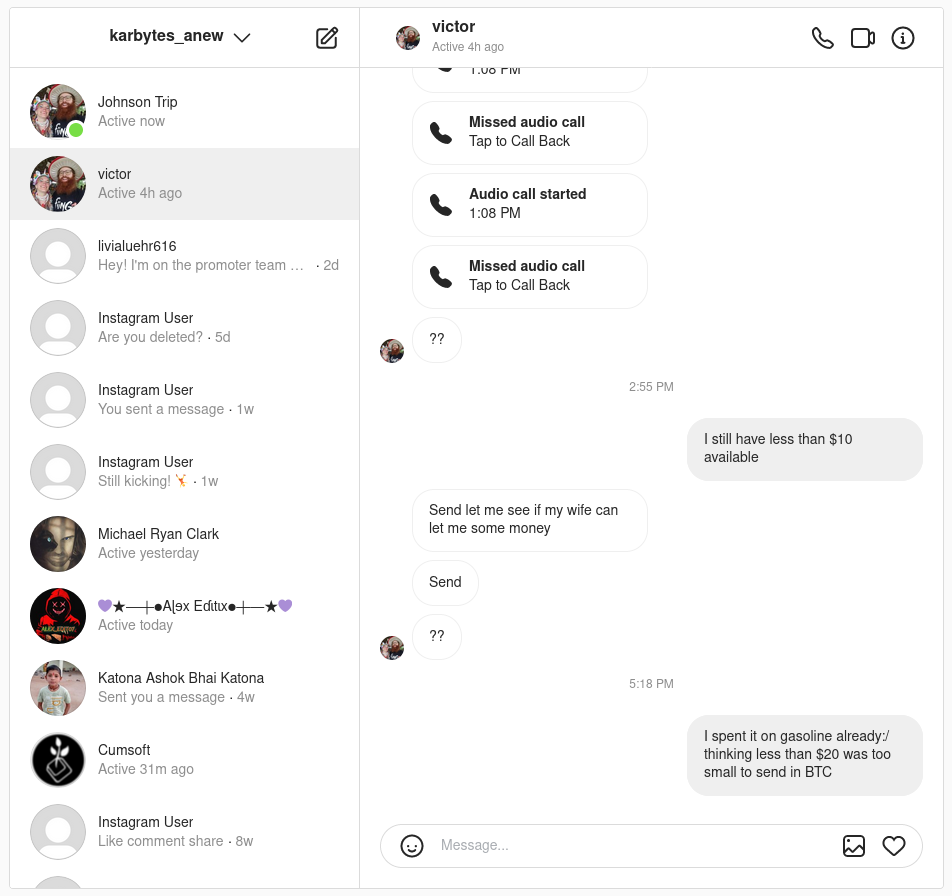 karbytes_anew
Johnson Trip
Active now
victor
Active 4h ago
livialuehr616
Hey! I'm on the promoter team ... · 2d
Instagram User
Are you deleted? · 5d
Instagram User
You sent a message · 1w
Instagram User
Still kicking! · 1w
Michael Ryan Clark
Active yesterday
Active today
Katona Ashok Bhai Katona
Sent you a message · 4w
Cumsoft
Active 31m ago
Instagram User
Like comment share · 8w
victor
Active 4h ago
1:08 PM
Missed audio call
Tap to Call Back
Audio call started
1:08 PM
Missed audio call
Tap to Call Back
??
2:55 PM
I still have less than $10
available
Send let me see if my wife can
let me some money
Send
??
5:18 PM
I spent it on gasoline already:/
thinking less than $20 was too
small to send in BTC
Message...